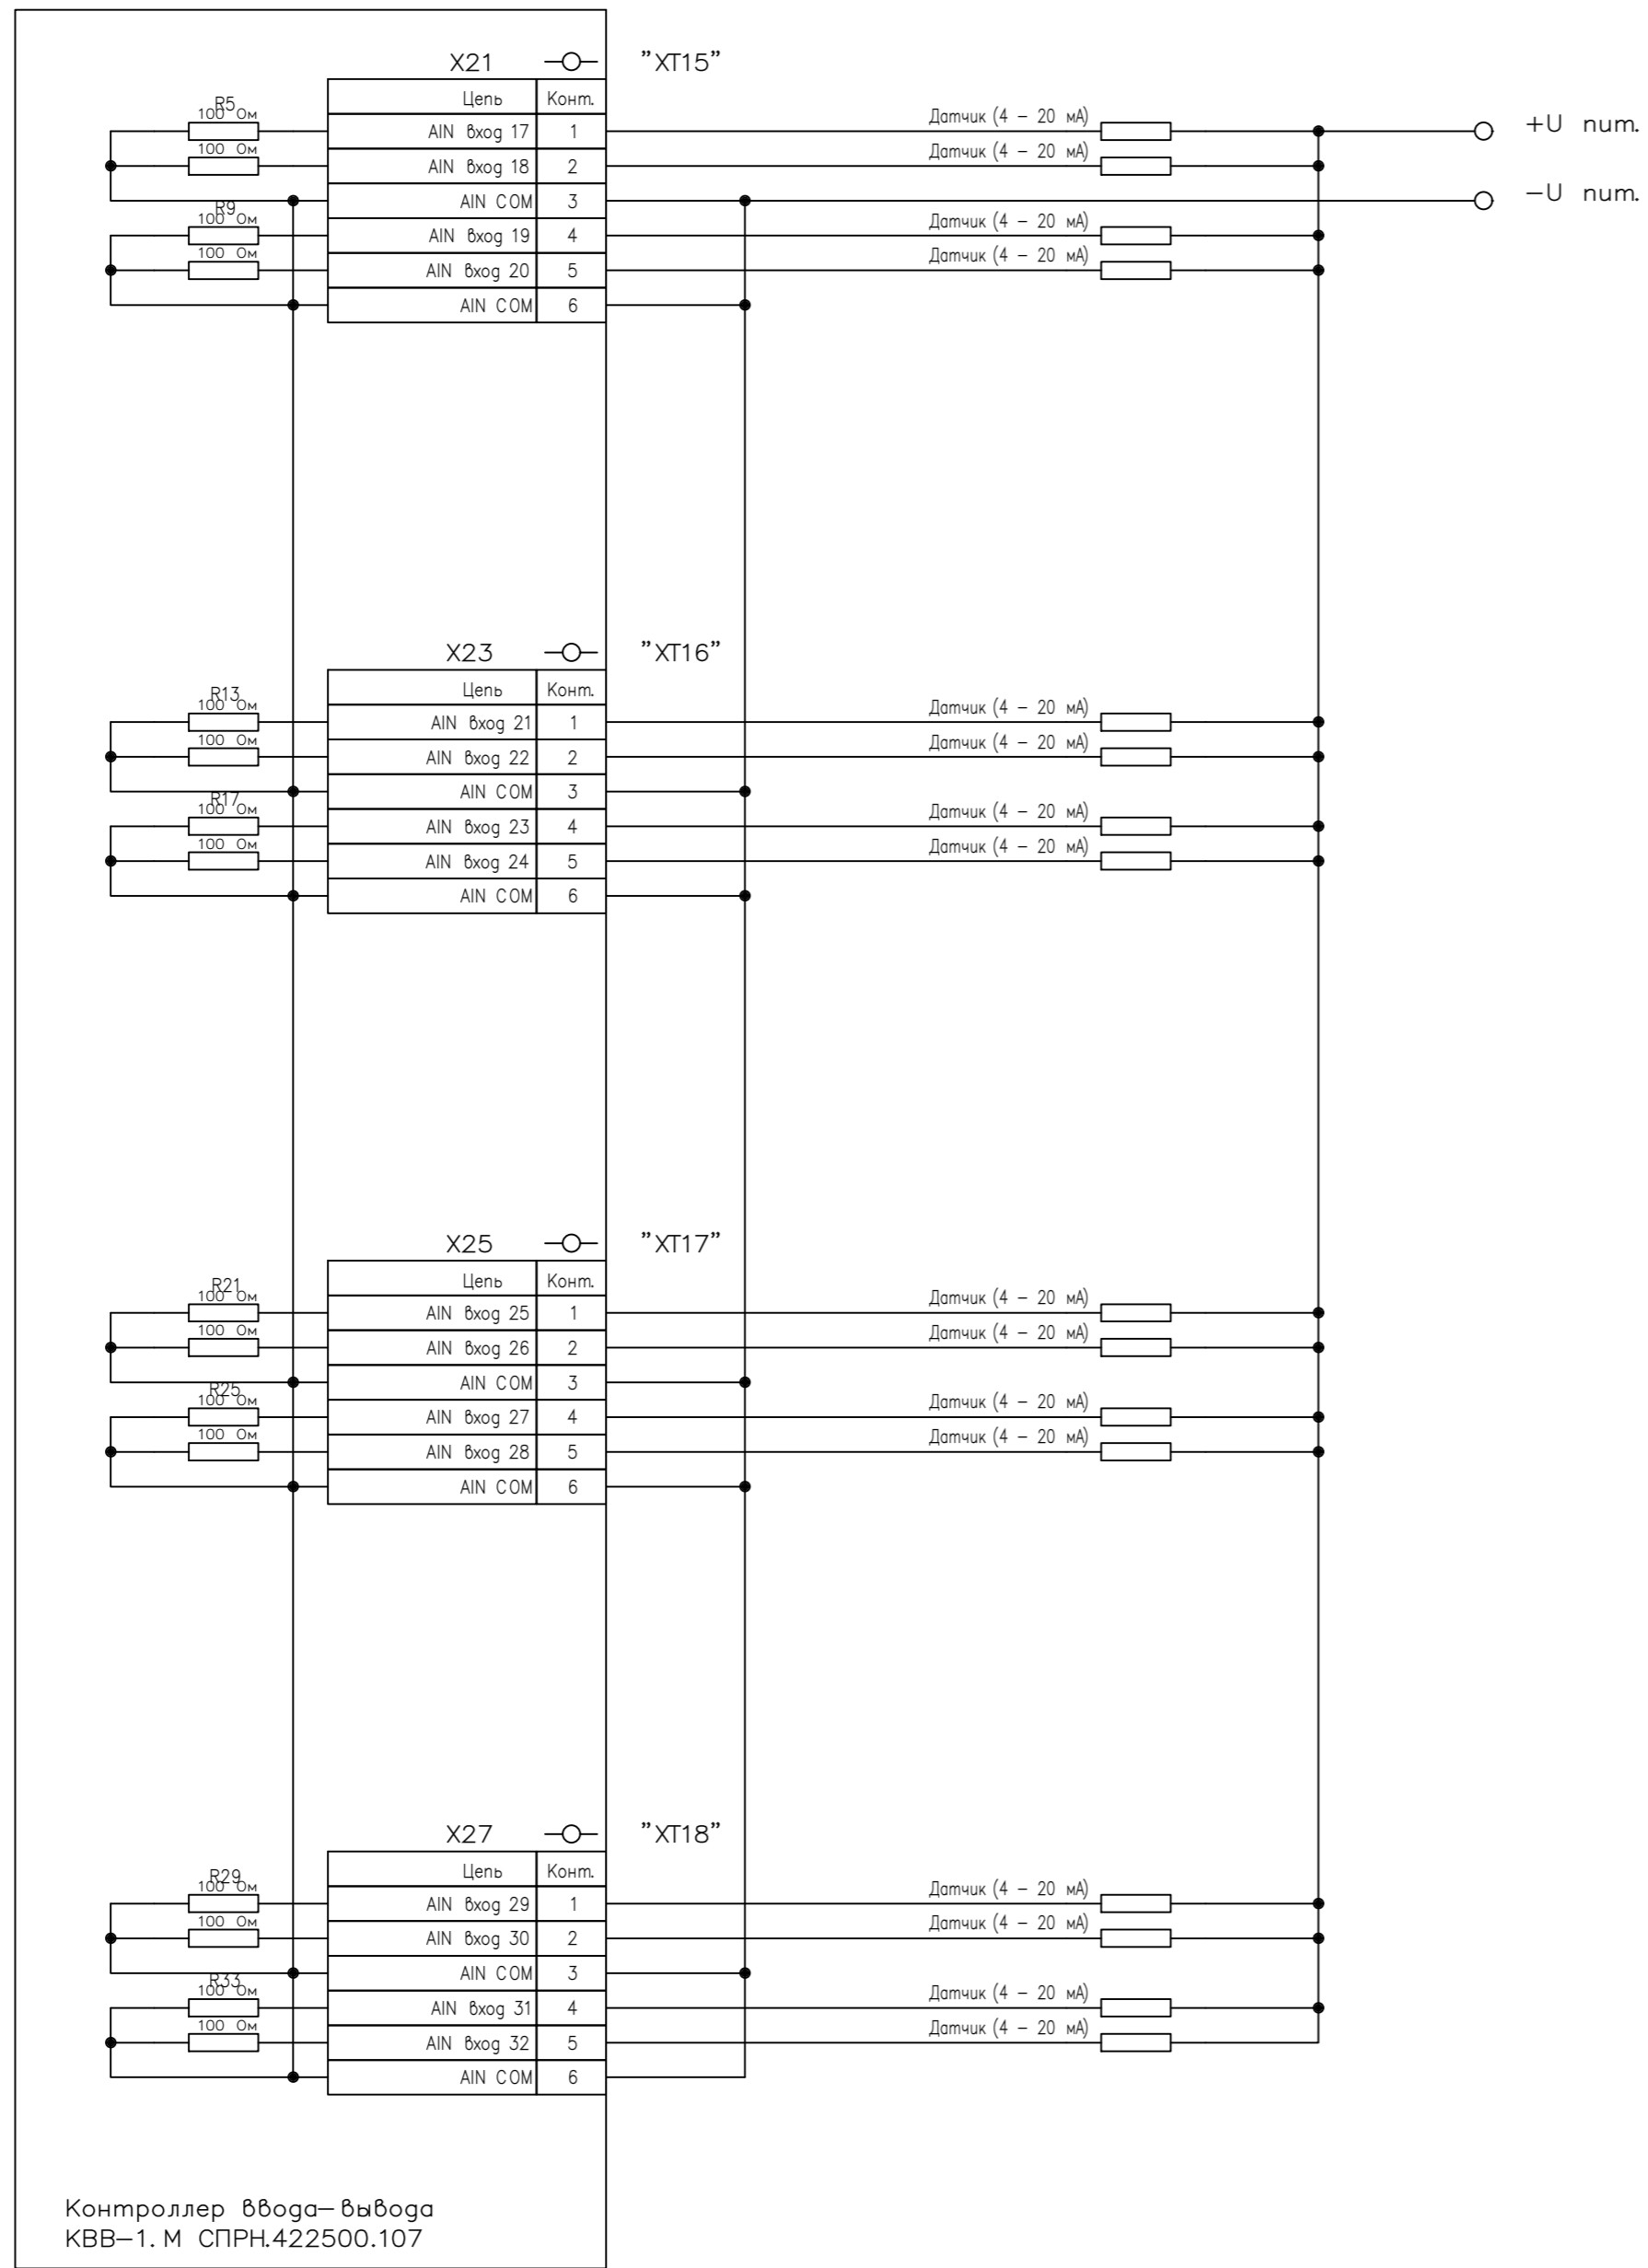 X21 "XT15"
Цепь Конт.
R5
100 Ом AIN вход 17 1 Датчик (4 – 20 мА) +U пит.
100 Ом AIN вход 18 2 Датчик (4 – 20 мА)
AIN COM 3 –U пит.
R9
100 Ом AIN вход 19 4 Датчик (4 – 20 мА)
100 Ом AIN вход 20 5 Датчик (4 – 20 мА)
AIN COM 6
X23 "XT16"
Цепь Конт.
R13
100 Ом AIN вход 21 1 Датчик (4 – 20 мА)
100 Ом AIN вход 22 2 Датчик (4 – 20 мА)
AIN COM 3
R17
100 Ом AIN вход 23 4 Датчик (4 – 20 мА)
100 Ом AIN вход 24 5 Датчик (4 – 20 мА)
AIN COM 6
X25 "XT17"
Цепь Конт.
R21
100 Ом AIN вход 25 1 Датчик (4 – 20 мА)
100 Ом AIN вход 26 2 Датчик (4 – 20 мА)
AIN COM 3
R25
100 Ом AIN вход 27 4 Датчик (4 – 20 мА)
100 Ом AIN вход 28 5 Датчик (4 – 20 мА)
AIN COM 6
X27 "XT18"
Цепь Конт.
R29
100 Ом AIN вход 29 1 Датчик (4 – 20 мА)
100 Ом AIN вход 30 2 Датчик (4 – 20 мА)
AIN COM 3
R33
100 Ом AIN вход 31 4 Датчик (4 – 20 мА)
100 Ом AIN вход 32 5 Датчик (4 – 20 мА)
AIN COM 6
Контроллер ввода–вывода
КВВ–1.М СПРН.422500.107